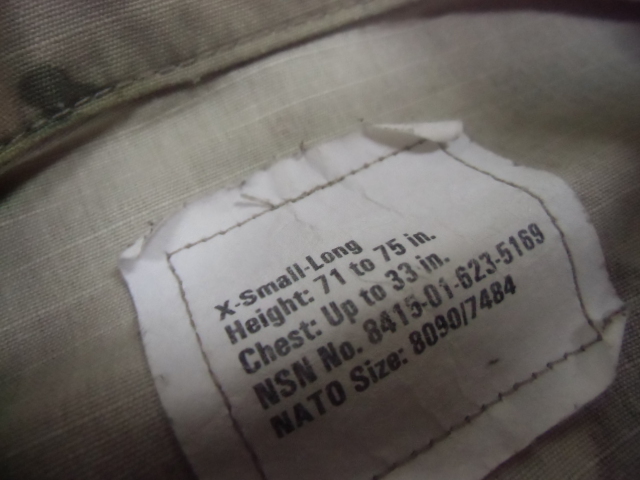 X-Small-Long
Height: 71 to 75 in.
Chest: Up to 33 in.
NSN No. 8415-01-623-5169
NATO Size: 8090/7484